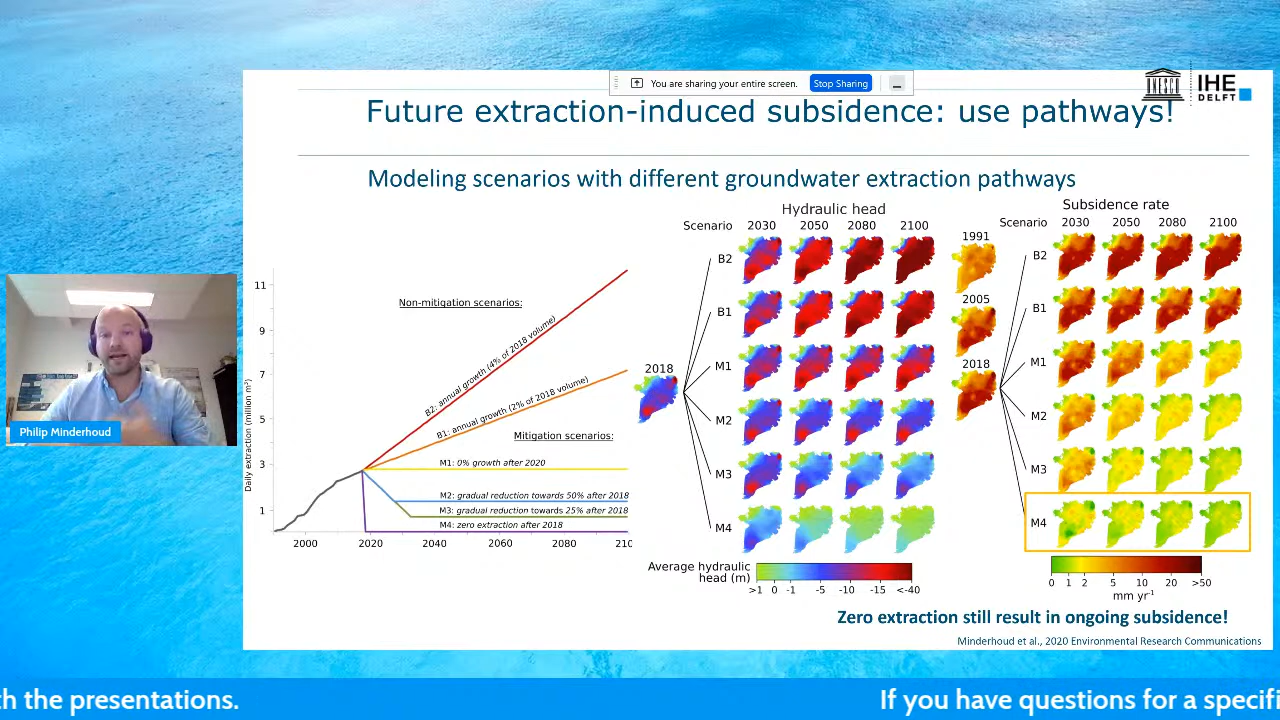 You are sharing your entire screen. Stop Sharing
UNESCO
IHE
DELFT
Future extraction-induced subsidence: use pathways!
Modeling scenarios with different groundwater extraction pathways
Daily extraction (million m³)
11
9
7
5
3
1
2000 2020 2040 2060 2080 210
Non-mitigation scenarios:
B2: annual growth (4% of 2018 volume)
B1: annual growth (2% of 2018 volume)
Mitigation scenarios:
M1: 0% growth after 2020
M2: gradual reduction towards 50% after 2018
M3: gradual reduction towards 25% after 2018
M4: zero extraction after 2018
Hydraulic head
Scenario 2030 2050 2080 2100
2018
B2
B1
M1
M2
M3
M4
Average hydraulic
head (m)
>1 0 -1 -5 -10 -15 <-40
Subsidence rate
Scenario 2030 2050 2080 2100
1991
2005
2018
B2
B1
M1
M2
M3
M4
0 1 2 5 10 20 >50
mm yr-1
Zero extraction still result in ongoing subsidence!
Minderhoud et al., 2020 Environmental Research Communications
Philip Minderhoud
th the presentations. If you have questions for a specifi